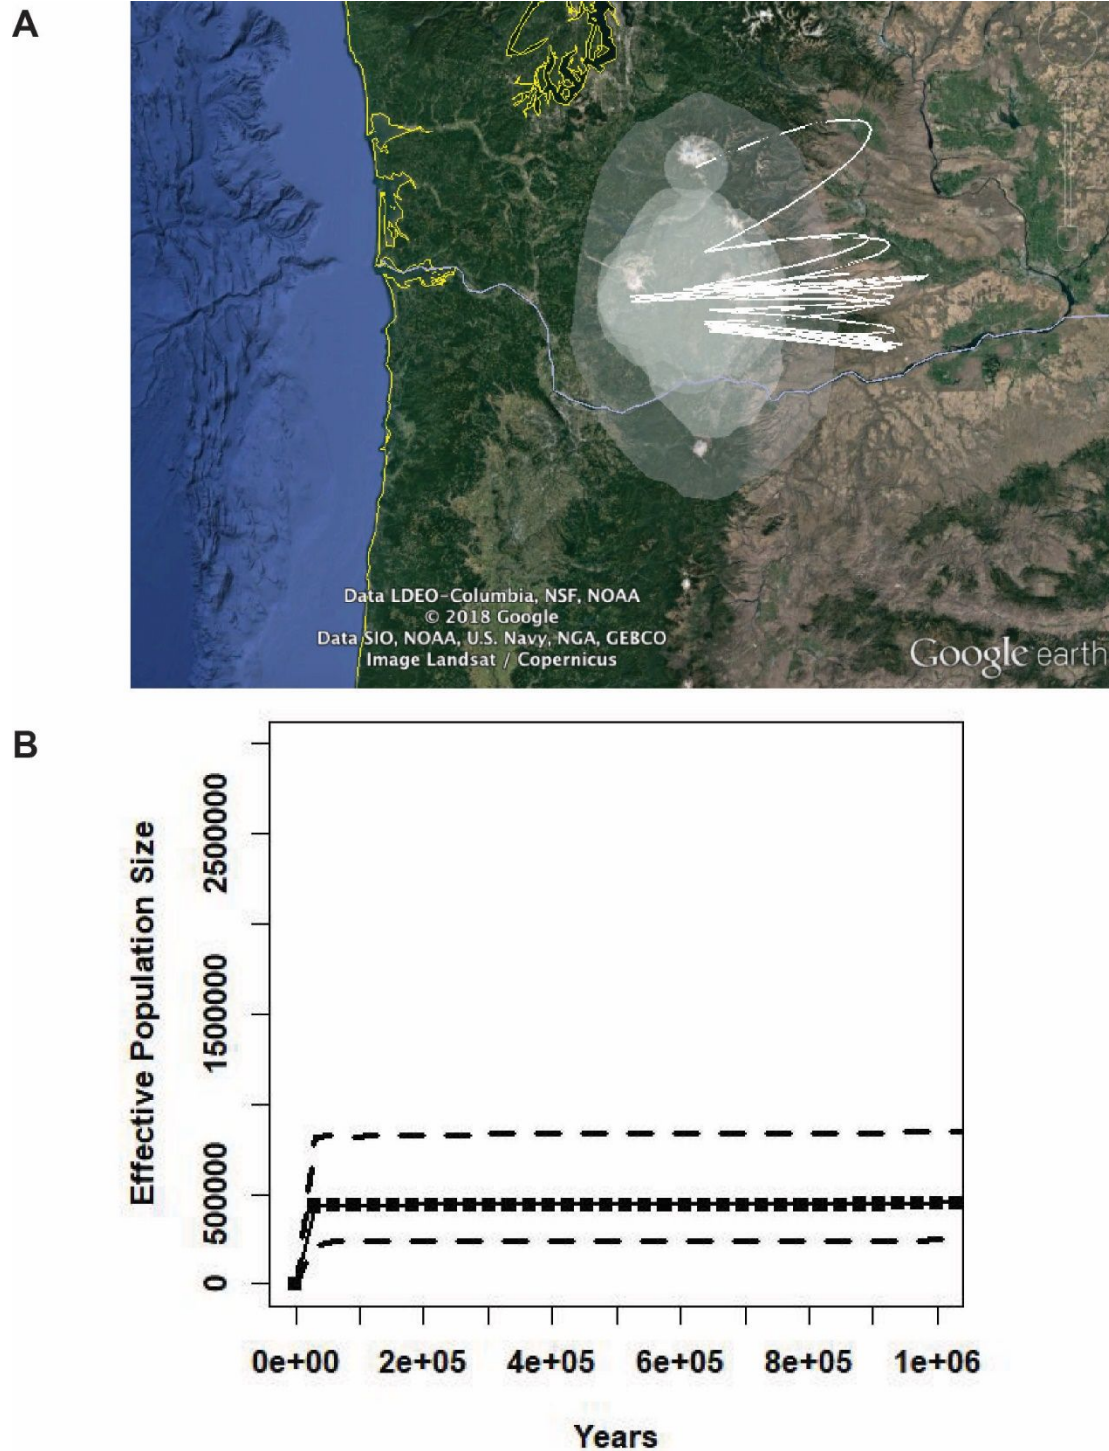 A
Data LDEO-Columbia, NSF, NOAA
© 2018 Google
Data SIO, NOAA, U.S. Navy, NGA, GEBCO
Image Landsat / Copernicus
Google earth
B
Effective Population Size
2500000
1500000
500000
0
0e+00 2e+05 4e+05 6e+05 8e+05 1e+06
Years